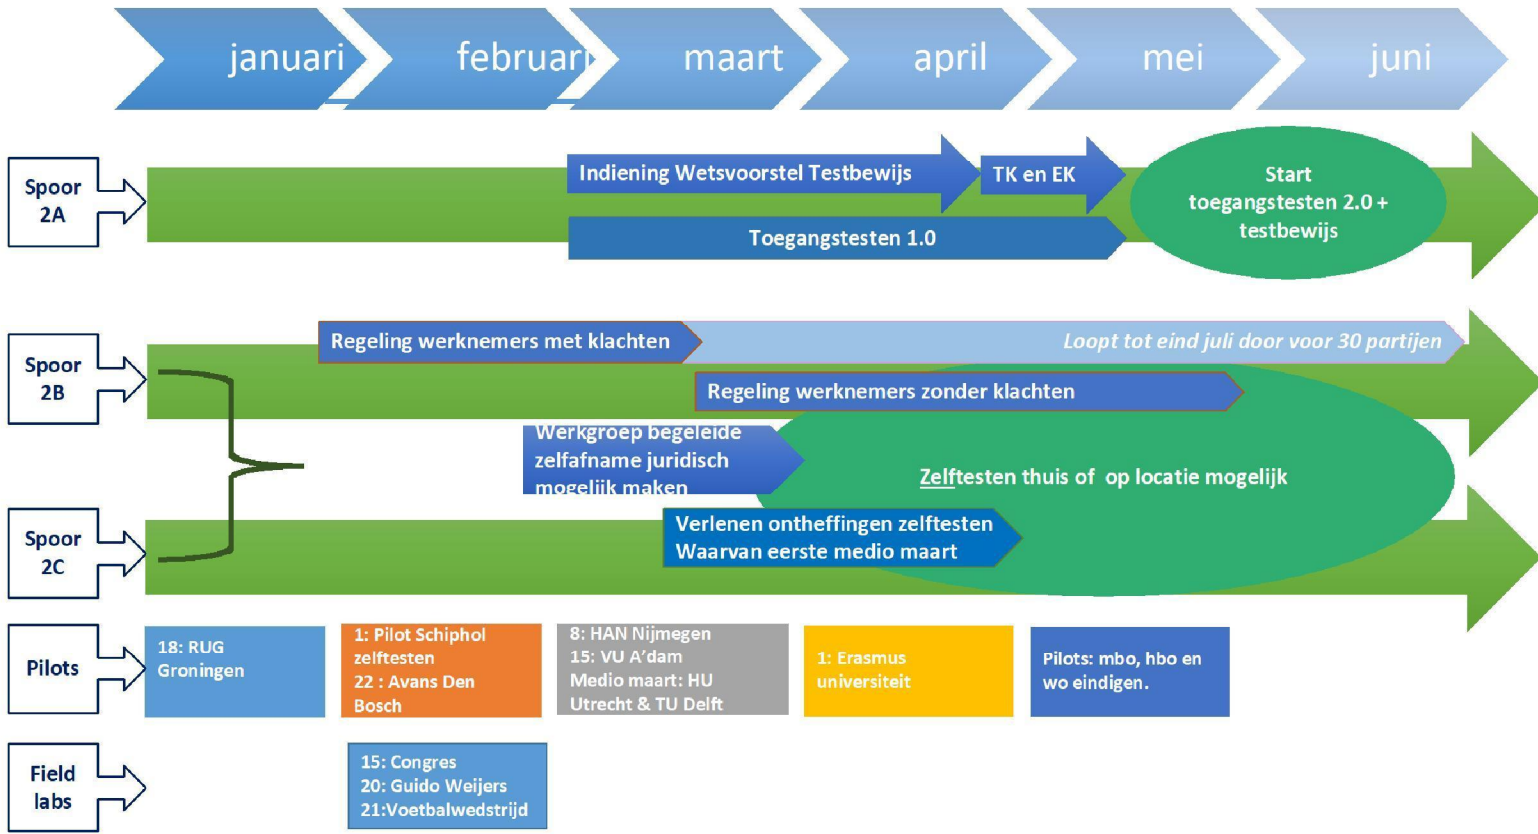 januari
februari
maart
april
mei
juni
Spoor
2A
Indiening Wetsvoorstel Testbewijs
TK en EK
Toegangstesten 1.0
Start
toegangstesten 2.0 +
testbewijs
Spoor
2B
Regeling werknemers met klachten
Loopt tot eind juli door voor 30 partijen
Regeling werknemers zonder klachten
Werkgroep begeleide
zelfafname juridisch
mogelijk maken
Zelftesten thuis of op locatie mogelijk
Spoor
2C
Verlenen ontheffingen zelftesten
Waarvan eerste medio maart
Pilots
18: RUG
Groningen
1: Pilot Schiphol
zelftesten
22 : Avans Den
Bosch
8: HAN Nijmegen
15: VU A’dam
Medio maart: HU
Utrecht & TU Delft
1: Erasmus
universiteit
Pilots: mbo, hbo en
wo eindigen.
Field
labs
15: Congres
20: Guido Weijers
21:Voetbalwedstrijd